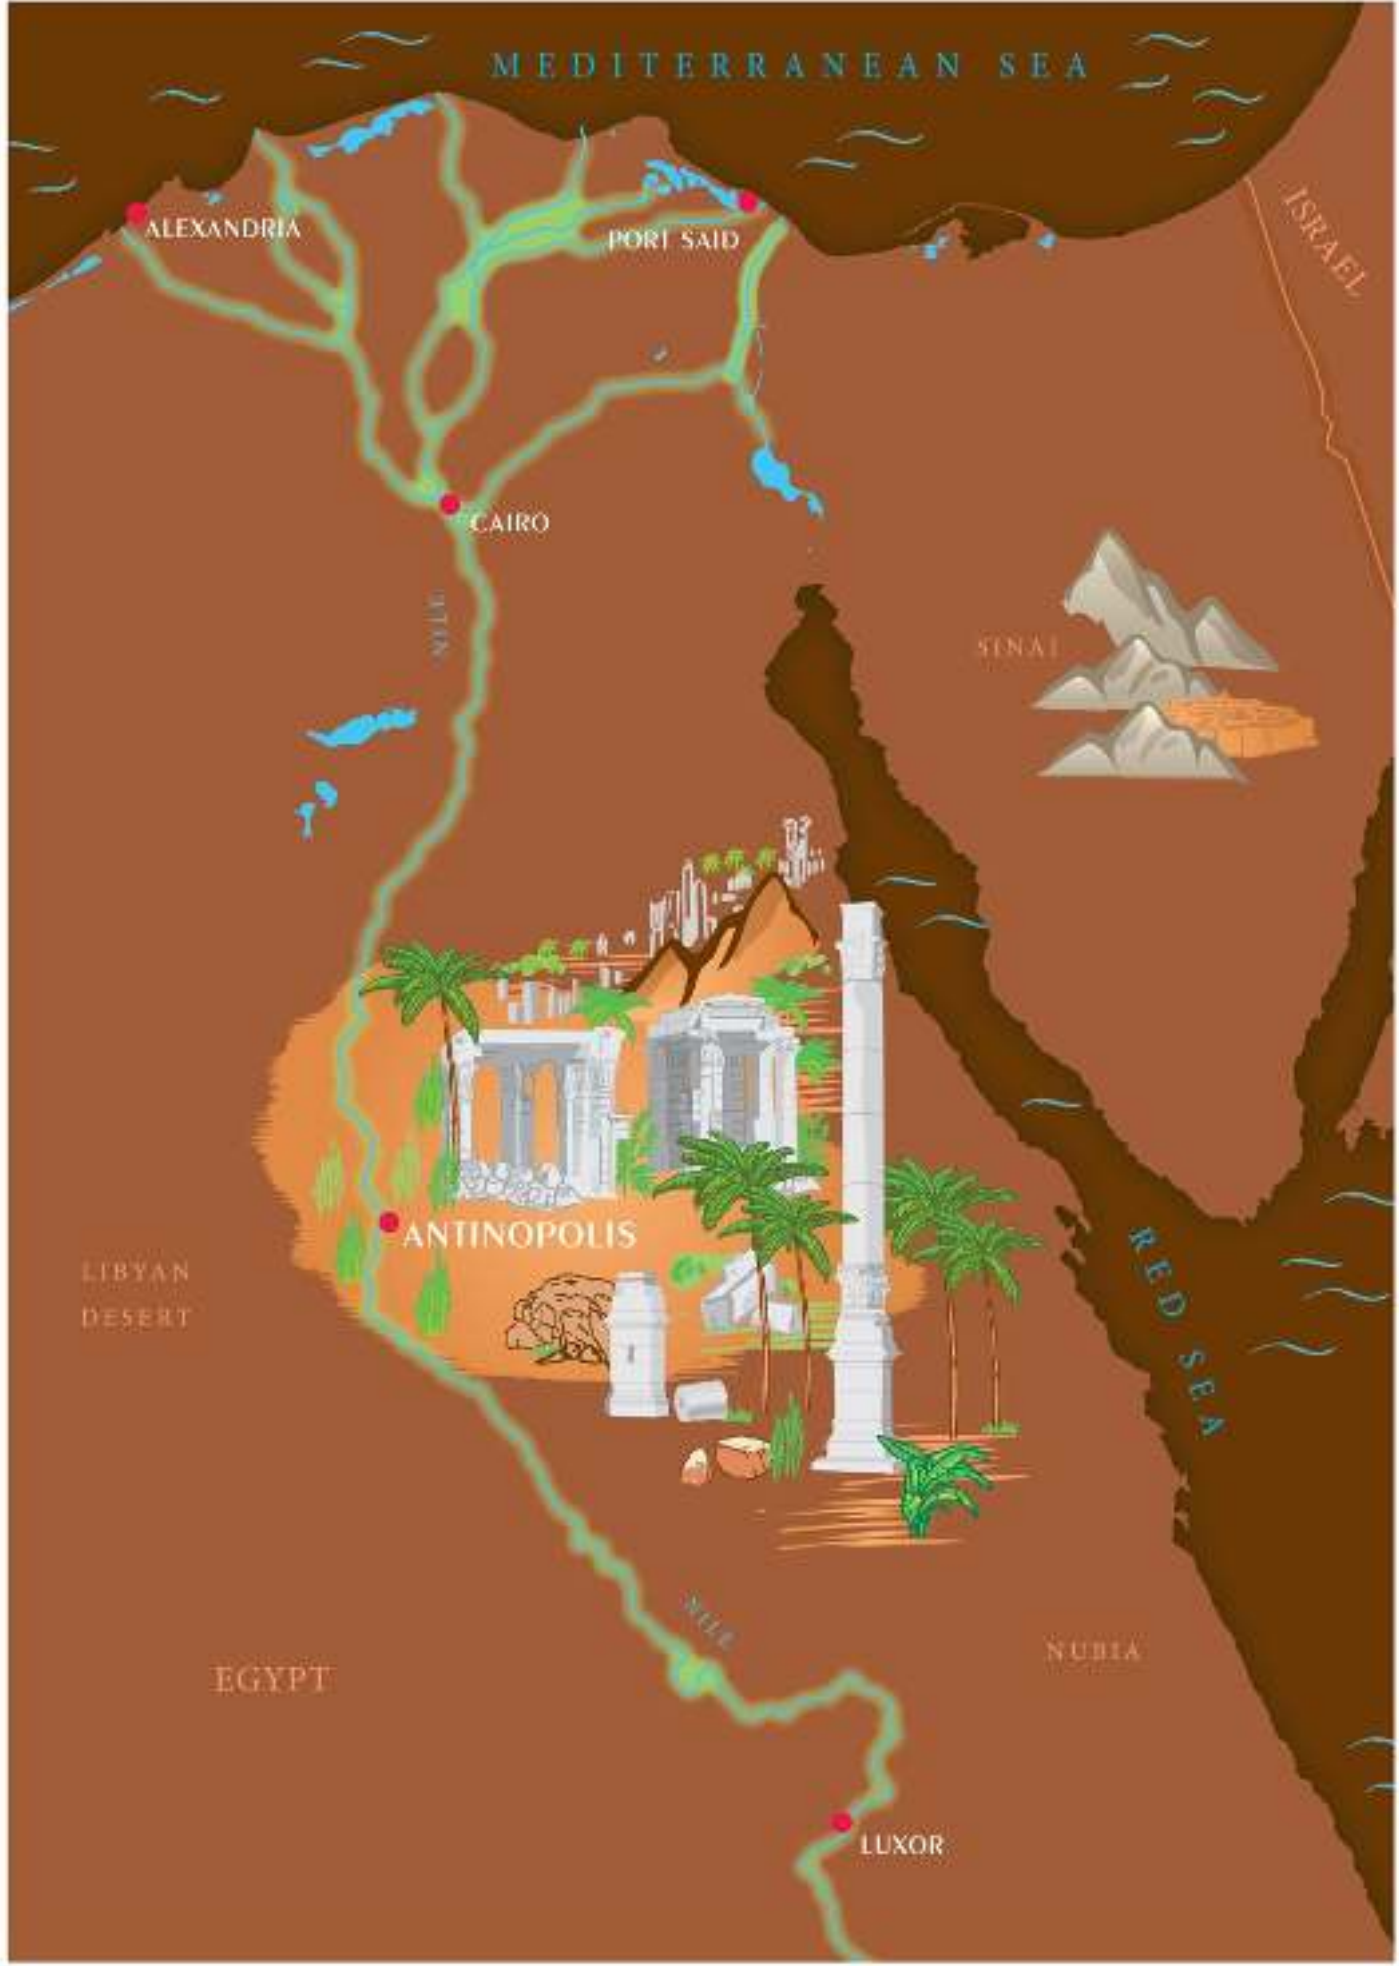 MEDITERRANEAN SEA
ISRAEL
ALEXANDRIA
PORT SAID
CAIRO
NILE
SINAI
ANTINOPOLIS
LIBYAN
DESERT
RED SEA
NILE
NUBIA
EGYPT
LUXOR